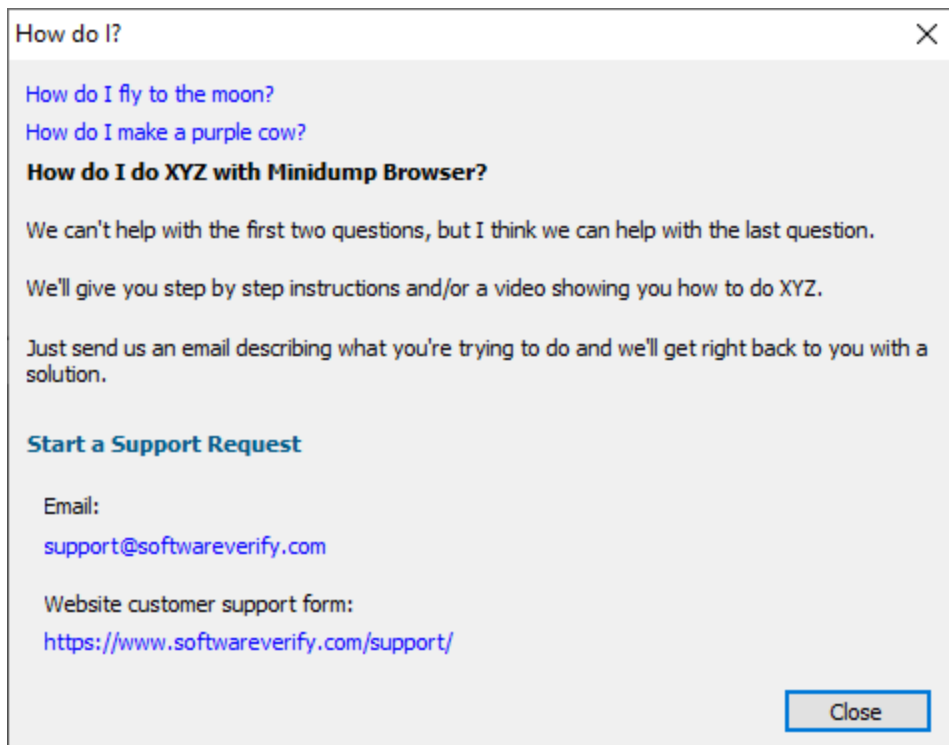 How do I?
How do I fly to the moon?
How do I make a purple cow?
How do I do XYZ with Minidump Browser?
We can't help with the first two questions, but I think we can help with the last question.
We'll give you step by step instructions and/or a video showing you how to do XYZ.
Just send us an email describing what you're trying to do and we'll get right back to you with a
solution.
Start a Support Request
Email:
support@softwareverify.com
Website customer support form:
https://www.softwareverify.com/support/
Close